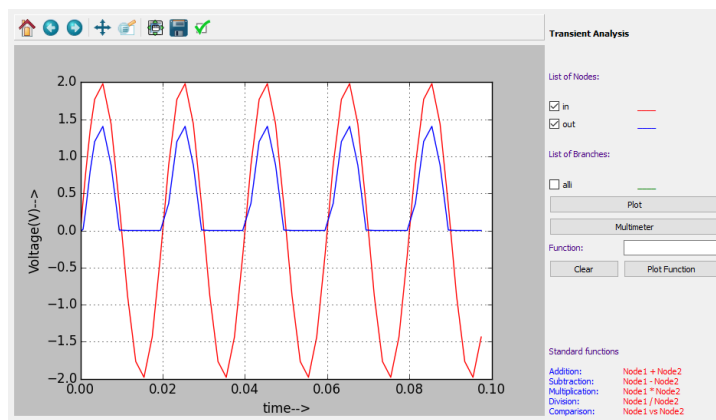 Transient Analysis
List of Nodes:
in
out
List of Branches:
alli
Plot
Multimeter
Function:
Clear
Plot Function
Standard functions
Addition: Node1 + Node2
Subtraction: Node1 - Node2
Multiplication: Node1 * Node2
Division: Node1 / Node2
Comparison: Node1 vs Node2
Voltage(V)-->
2.0
1.5
1.0
0.5
0.0
−0.5
−1.0
−1.5
−2.0
0.00 0.02 0.04 0.06 0.08 0.10
time-->